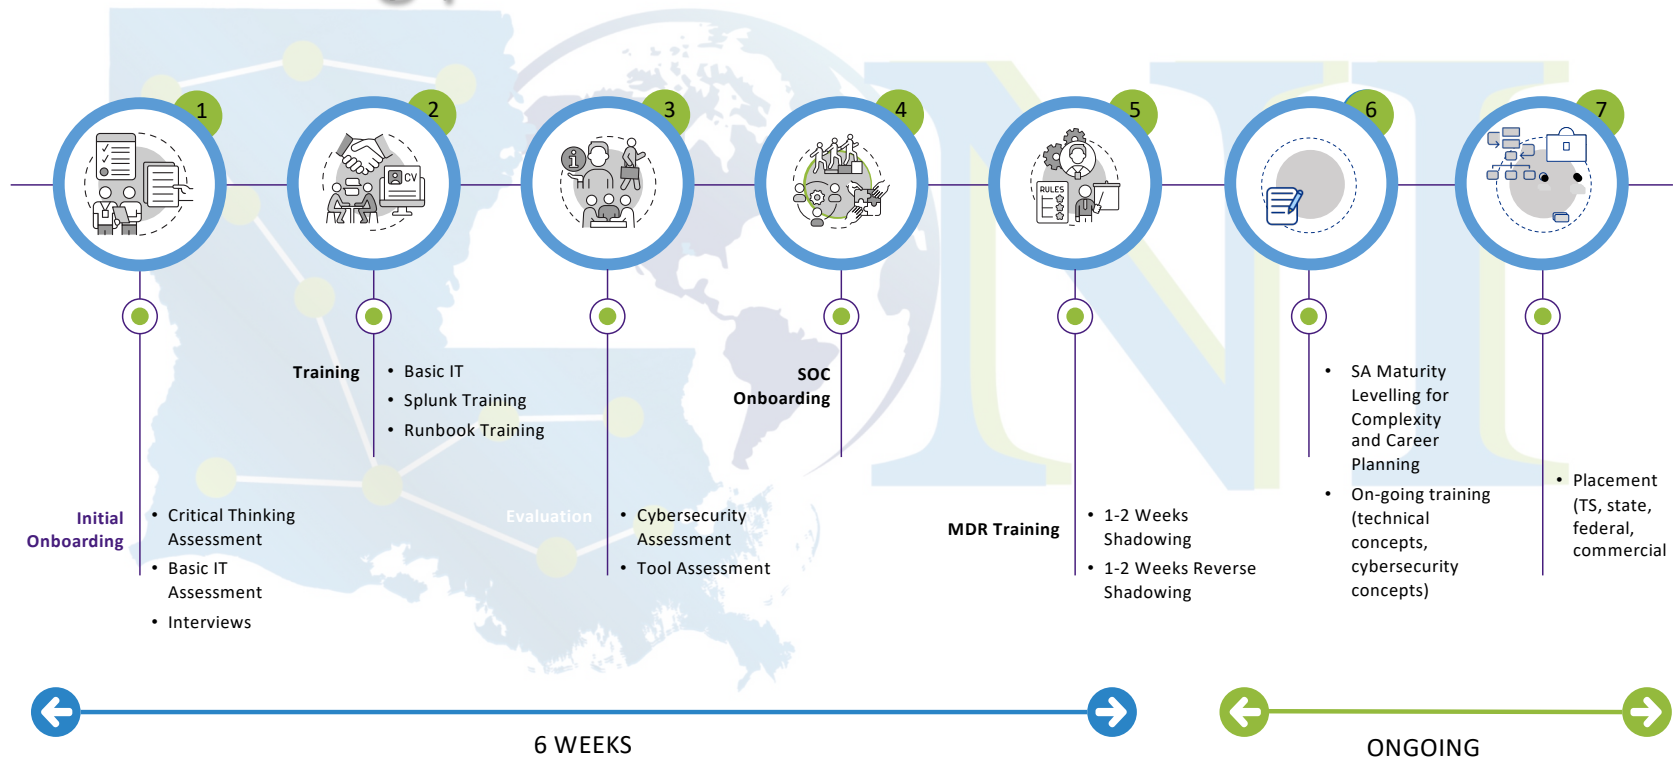 1
2
3
4
5
6
7
CV
RULES
Initial
Onboarding
• Critical Thinking
Assessment
• Basic IT
Assessment
• Interviews
Training
• Basic IT
• Splunk Training
• Runbook Training
Evaluation
• Cybersecurity
Assessment
• Tool Assessment
SOC
Onboarding
MDR Training
• 1-2 Weeks
Shadowing
• 1-2 Weeks Reverse
Shadowing
• SA Maturity
Levelling for
Complexity
and Career
Planning
• On-going training
(technical
concepts,
cybersecurity
concepts)
• Placement
(TS, state,
federal,
commercial
6 WEEKS
ONGOING
NI